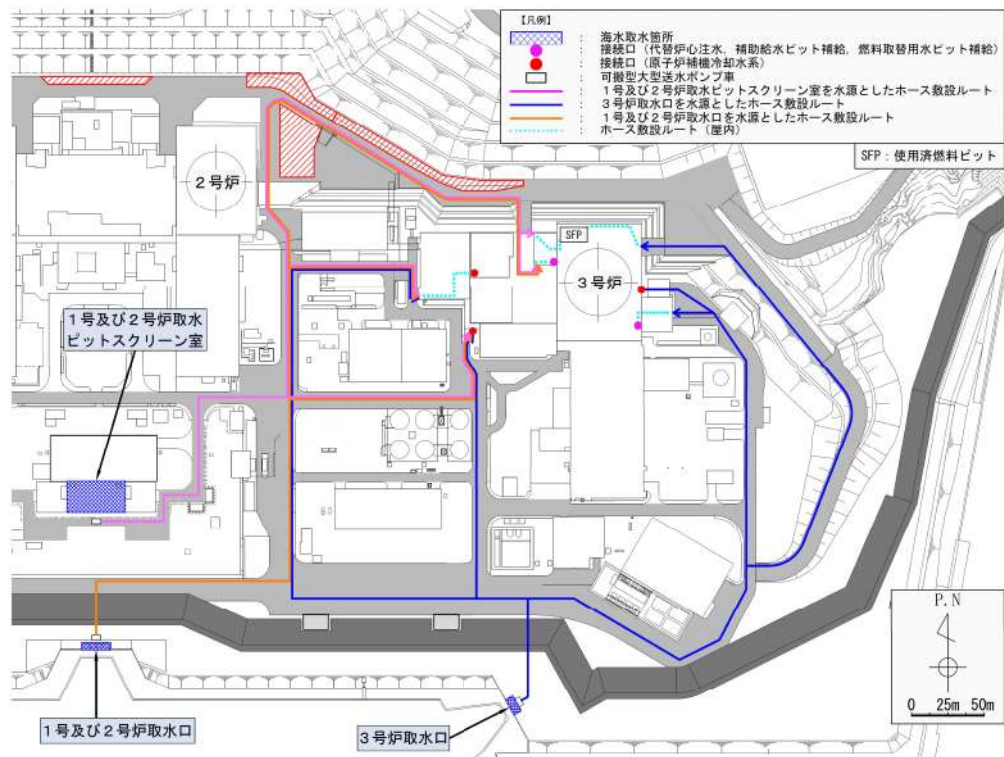 【凡例】
： 海水取水箇所
： 接続口（代替炉心注水，補助給水ピット補給，燃料取替用水ピット補給）
： 接続口（原子炉補機冷却水系）
： 可搬型大型送水ポンプ車
： １号及び２号炉取水ピットスクリーン室を水源としたホース敷設ルート
： ３号炉取水口を水源としたホース敷設ルート
： １号及び２号炉取水口を水源としたホース敷設ルート
： ホース敷設ルート（屋内）
SFP：使用済燃料ピット
２号炉
SFP
３号炉
１号及び２号炉取水
ピットスクリーン室
P.N
0 25m 50m
１号及び２号炉取水口
３号炉取水口